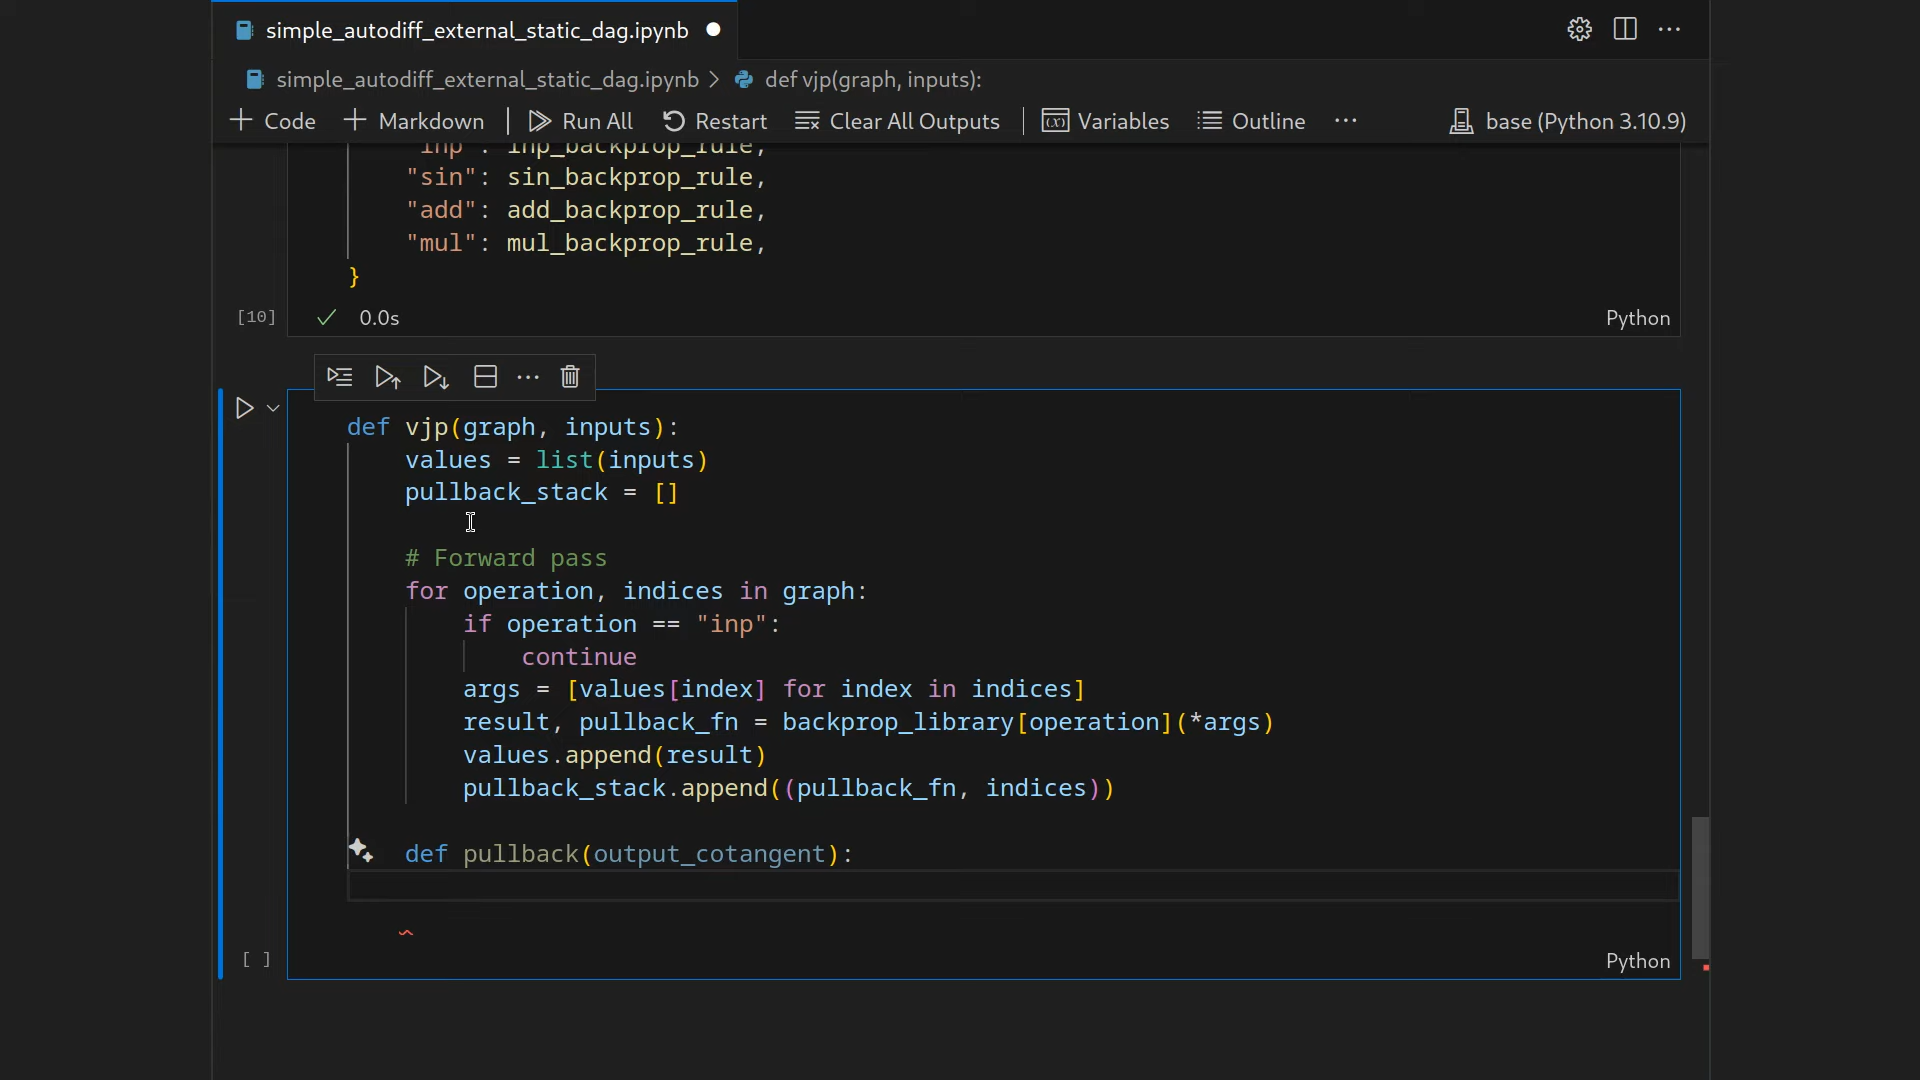 simple_autodiff_external_static_dag.ipynb
simple_autodiff_external_static_dag.ipynb > def vjp(graph, inputs):
+ Code + Markdown | Run All Restart Clear All Outputs | Variables Outline ··· base (Python 3.10.9)
"inp": inp_backprop_rule,
"sin": sin_backprop_rule,
"add": add_backprop_rule,
"mul": mul_backprop_rule,
}
[10] ✓ 0.0s Python
def vjp(graph, inputs):
    values = list(inputs)
    pullback_stack = []
    # Forward pass
    for operation, indices in graph:
        if operation == "inp":
            continue
        args = [values[index] for index in indices]
        result, pullback_fn = backprop_library[operation](*args)
        values.append(result)
        pullback_stack.append((pullback_fn, indices))
    def pullback(output_cotangent):
[ ] Python